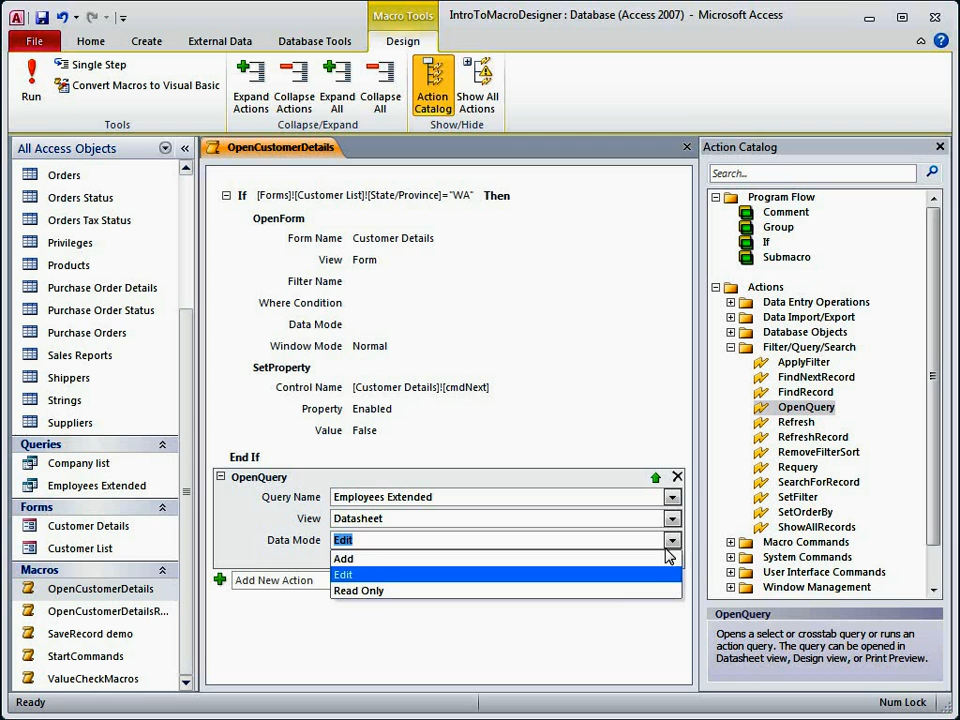 Macro Tools
IntroToMacroDesigner : Database (Access 2007) - Microsoft Access
File
Home
Create
External Data
Database Tools
Design
Run
Single Step
Convert Macros to Visual Basic
Tools
Expand Actions
Collapse Actions
Expand All
Collapse All
Collapse/Expand
Action Catalog
Show All Actions
Show/Hide
All Access Objects
Orders
Orders Status
Orders Tax Status
Privileges
Products
Purchase Order Details
Purchase Order Status
Purchase Orders
Sales Reports
Shippers
Strings
Suppliers
Queries
Company list
Employees Extended
Forms
Customer Details
Customer List
Macros
OpenCustomerDetails
OpenCustomerDetailsR...
SaveRecord demo
StartCommands
ValueCheckMacros
OpenCustomerDetails
If [Forms]![Customer List]![State/Province]="WA" Then
OpenForm
Form Name Customer Details
View Form
Filter Name
Where Condition
Data Mode
Window Mode Normal
SetProperty
Control Name [Customer Details]![cmdNext]
Property Enabled
Value False
End If
OpenQuery
Query Name Employees Extended
View Datasheet
Data Mode Edit
Add
Edit
Read Only
Add New Action
Action Catalog
Search...
Program Flow
Comment
Group
If
Submacro
Actions
Data Entry Operations
Data Import/Export
Database Objects
Filter/Query/Search
ApplyFilter
FindNextRecord
FindRecord
OpenQuery
Refresh
RefreshRecord
RemoveFilterSort
Requery
SearchForRecord
SetFilter
SetOrderBy
ShowAllRecords
Macro Commands
System Commands
User Interface Commands
Window Management
OpenQuery
Opens a select or crosstab query or runs an
action query. The query can be opened in
Datasheet view, Design view, or Print Preview.
Ready
Num Lock